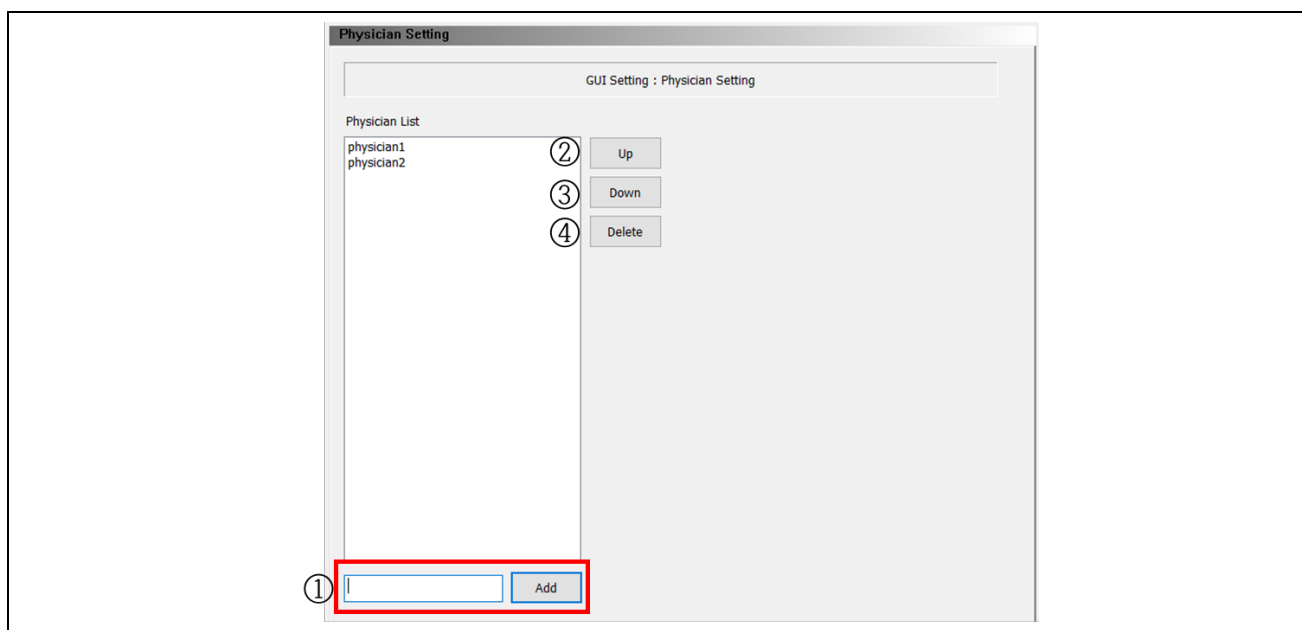 Physician Setting
GUI Setting : Physician Setting
Physician List
physician1
physician2
② Up
③ Down
④ Delete
① Add